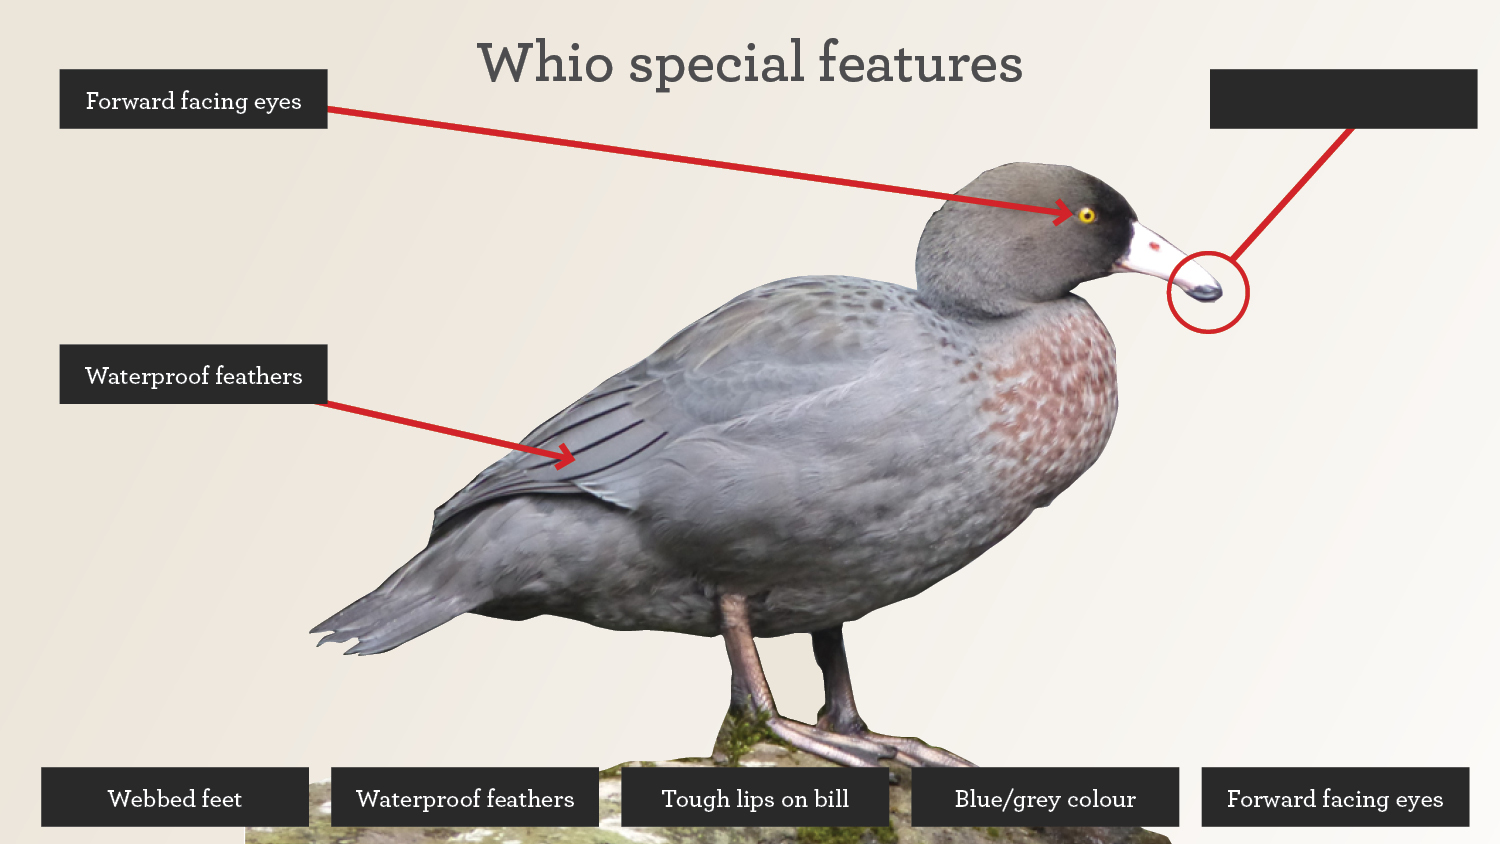 Whio special features
Forward facing eyes
Waterproof feathers
Webbed feet
Waterproof feathers
Tough lips on bill
Blue/grey colour
Forward facing eyes